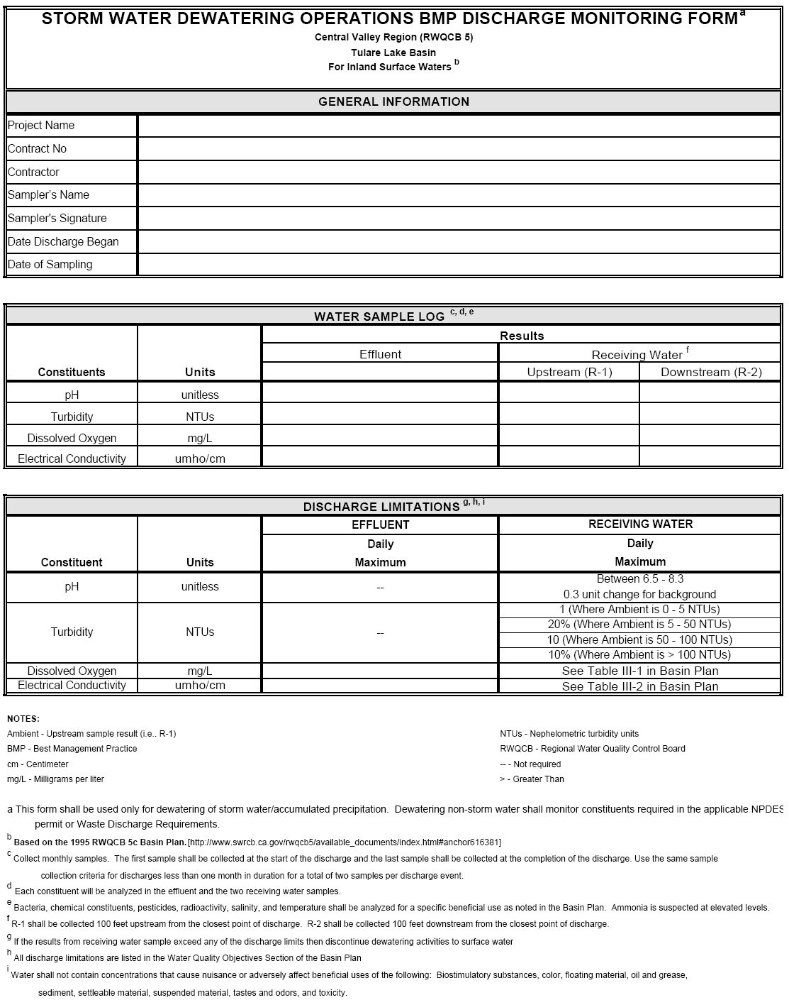 STORM WATER DEWATERING OPERATIONS BMP DISCHARGE MONITORING FORM a
Central Valley Region (RWQCB 5)
Tulare Lake Basin
For Inland Surface Waters b
GENERAL INFORMATION
Project Name
Contract No
Contractor
Sampler's Name
Sampler's Signature
Date Discharge Began
Date of Sampling
WATER SAMPLE LOG c, d, e
Results
Effluent Receiving Water f
Constituents Units Upstream (R-1) Downstream (R-2)
pH unitless
Turbidity NTUs
Dissolved Oxygen mg/L
Electrical Conductivity umho/cm
DISCHARGE LIMITATIONS g, h, i
EFFLUENT RECEIVING WATER
Daily Daily
Constituent Units Maximum Maximum
Between 6.5 - 8.3
pH unitless --
0.3 unit change for background
1 (Where Ambient is 0 - 5 NTUs)
20% (Where Ambient is 5 - 50 NTUs)
Turbidity NTUs --
10 (Where Ambient is 50 - 100 NTUs)
10% (Where Ambient is > 100 NTUs)
Dissolved Oxygen mg/L See Table III-1 in Basin Plan
Electrical Conductivity umho/cm See Table III-2 in Basin Plan
NOTES:
Ambient - Upstream sample result (i.e.. R-1) NTUs - Nephelometric turbidity units
BMP - Best Management Practice RWQCB - Regional Water Quality Control Board
cm - Centimeter -- - Not required
mg/L - Milligrams per liter > - Greater Than
a This form shall be used only for dewatering of storm water/accumulated precipitation. Dewatering non-storm water shall monitor constituents required in the applicable NPDES
permit or Waste Discharge Requirements.
b Based on the 1995 RWQCB 5c Basin Plan. [http://www.swrcb.ca.gov/rwqcb5/available_documents/index.html#anchor616381]
c Collect monthly samples. The first sample shall be collected at the start of the discharge and the last sample shall be collected at the completion of the discharge. Use the same sample
collection criteria for discharges less than one month in duration for a total of two samples per discharge event.
d Each constituent will be analyzed in the effluent and the two receiving water samples.
e Bacteria, chemical constituents, pesticides, radioactivity, salinity, and temperature shall be analyzed for a specific beneficial use as noted in the Basin Plan. Ammonia is suspected at elevated levels.
f R-1 shall be collected 100 feet upstream from the closest point of discharge. R-2 shall be collected 100 feet downstream from the closest point of discharge.
g If the results from receiving water sample exceed any of the discharge limits then discontinue dewatering activities to surface water
h All discharge limitations are listed in the Water Quality Objectives Section of the Basin Plan
i Water shall not contain concentrations that cause nuisance or adversely affect beneficial uses of the following: Biostimulatory substances, color, floating material, oil and grease,
sediment, settleable material, suspended material, tastes and odors, and toxicity.